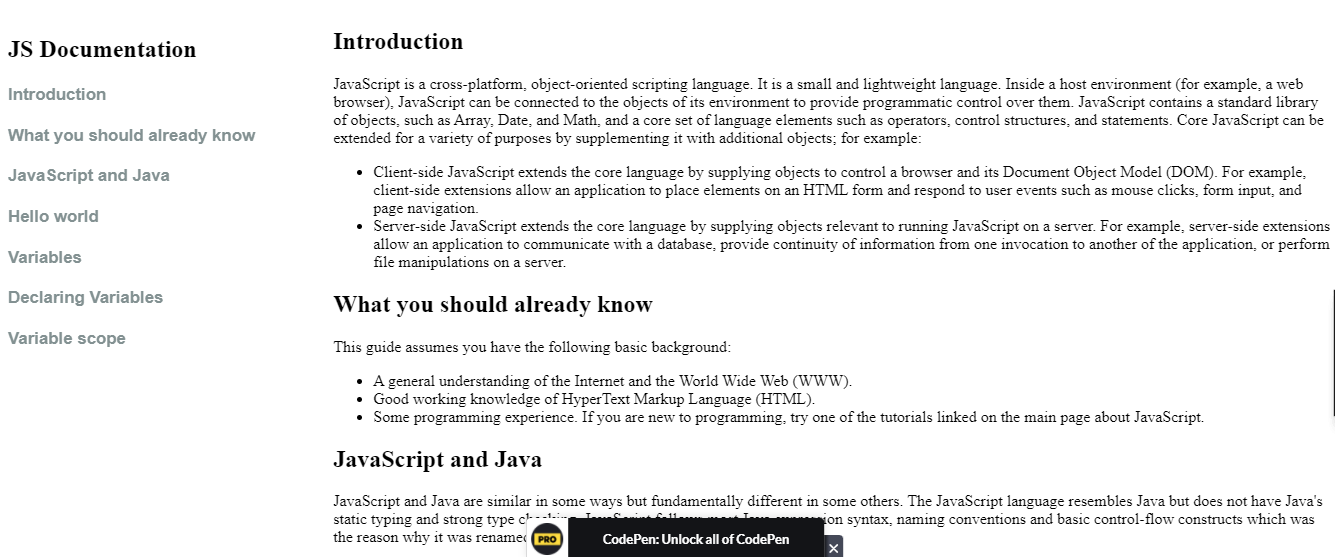 JS Documentation
Introduction
What you should already know
JavaScript and Java
Hello world
Variables
Declaring Variables
Variable scope
Introduction
JavaScript is a cross-platform, object-oriented scripting language. It is a small and lightweight language. Inside a host environment (for example, a web
browser), JavaScript can be connected to the objects of its environment to provide programmatic control over them. JavaScript contains a standard library
of objects, such as Array, Date, and Math, and a core set of language elements such as operators, control structures, and statements. Core JavaScript can be
extended for a variety of purposes by supplementing it with additional objects; for example:
• Client-side JavaScript extends the core language by supplying objects to control a browser and its Document Object Model (DOM). For example,
client-side extensions allow an application to place elements on an HTML form and respond to user events such as mouse clicks, form input, and
page navigation.
• Server-side JavaScript extends the core language by supplying objects relevant to running JavaScript on a server. For example, server-side extensions
allow an application to communicate with a database, provide continuity of information from one invocation to another of the application, or perform
file manipulations on a server.
What you should already know
This guide assumes you have the following basic background:
• A general understanding of the Internet and the World Wide Web (WWW).
• Good working knowledge of HyperText Markup Language (HTML).
• Some programming experience. If you are new to programming, try one of the tutorials linked on the main page about JavaScript.
JavaScript and Java
JavaScript and Java are similar in some ways but fundamentally different in some others. The JavaScript language resembles Java but does not have Java's
static typing and strong type syntax, naming conventions and basic control-flow constructs which was
the reason why it was renamed
PRO
CodePen: Unlock all of CodePen